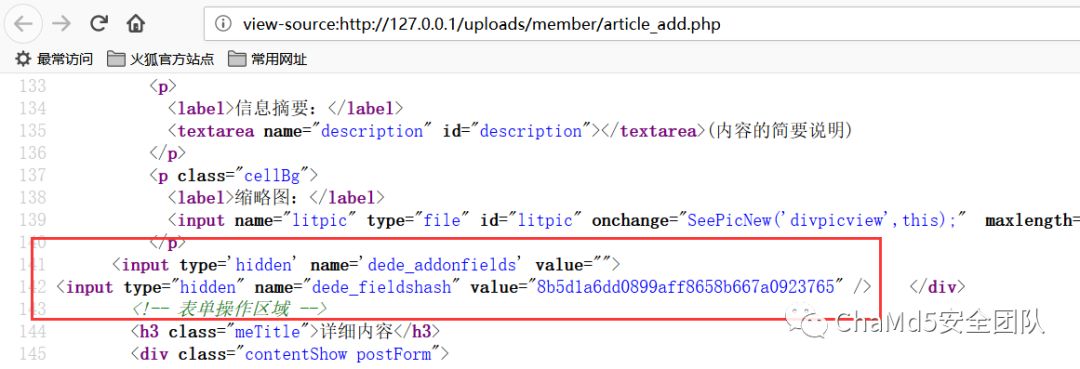 view-source:http://127.0.0.1/uploads/member/article_add.php
最常访问 火狐官方站点 常用网址
133 <p>
134 <label>信息摘要：</label>
135 <textarea name="description" id="description"></textarea>(内容的简要说明)
136 </p>
137 <p class="cellBg">
138 <label>缩略图：</label>
139 <input name="litpic" type="file" id="litpic" onchange="SeePicNew('divpicview',this);" maxlength=
140 </p>
141 <input type='hidden' name='dede_addonfields' value="">
142 <input type="hidden" name="dede_fieldshash" value="8b5d1a6dd0899aff8658b667a0923765" /> </div>
143 <!-- 表单操作区域 -->
144 <h3 class="meTitle">详细内容</h3>
145 <div class="contentShow postForm">
ChaMd5安全团队